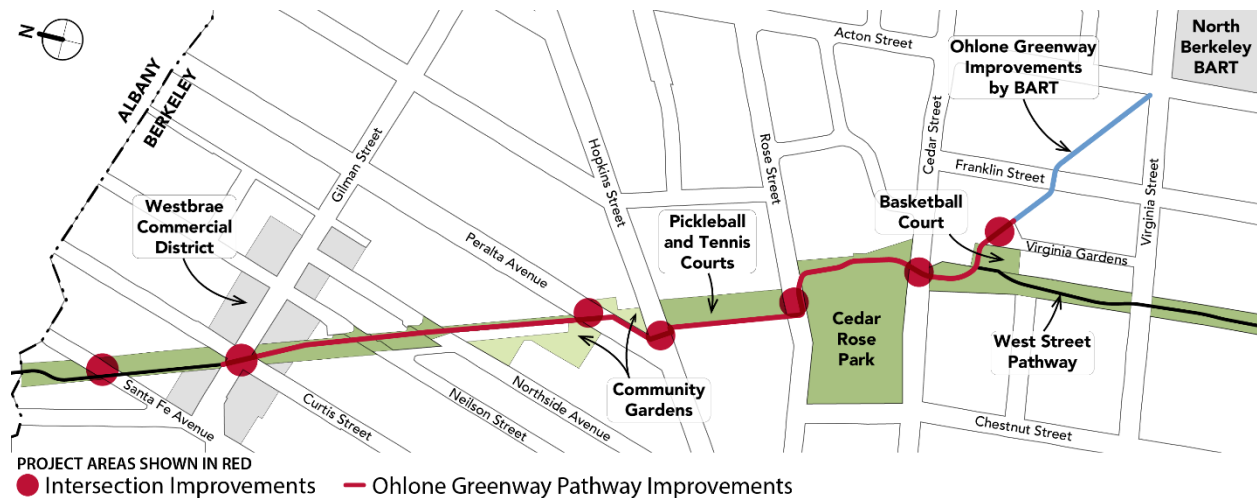 N
ALBANY
BERKELEY
Westbrae
Commercial
District
Gilman Street
Santa Fe Avenue
Curtis Street
Neilson Street
Northside Avenue
Peralta Avenue
Community
Gardens
Hopkins Street
Pickleball
and Tennis
Courts
Rose Street
Cedar
Rose
Park
Acton Street
Cedar Street
Ohlone Greenway
Improvements
by BART
North
Berkeley
BART
Franklin Street
Basketball
Court
Virginia Gardens
Virginia Street
West Street
Pathway
Chestnut Street
PROJECT AREAS SHOWN IN RED
Intersection Improvements
Ohlone Greenway Pathway Improvements